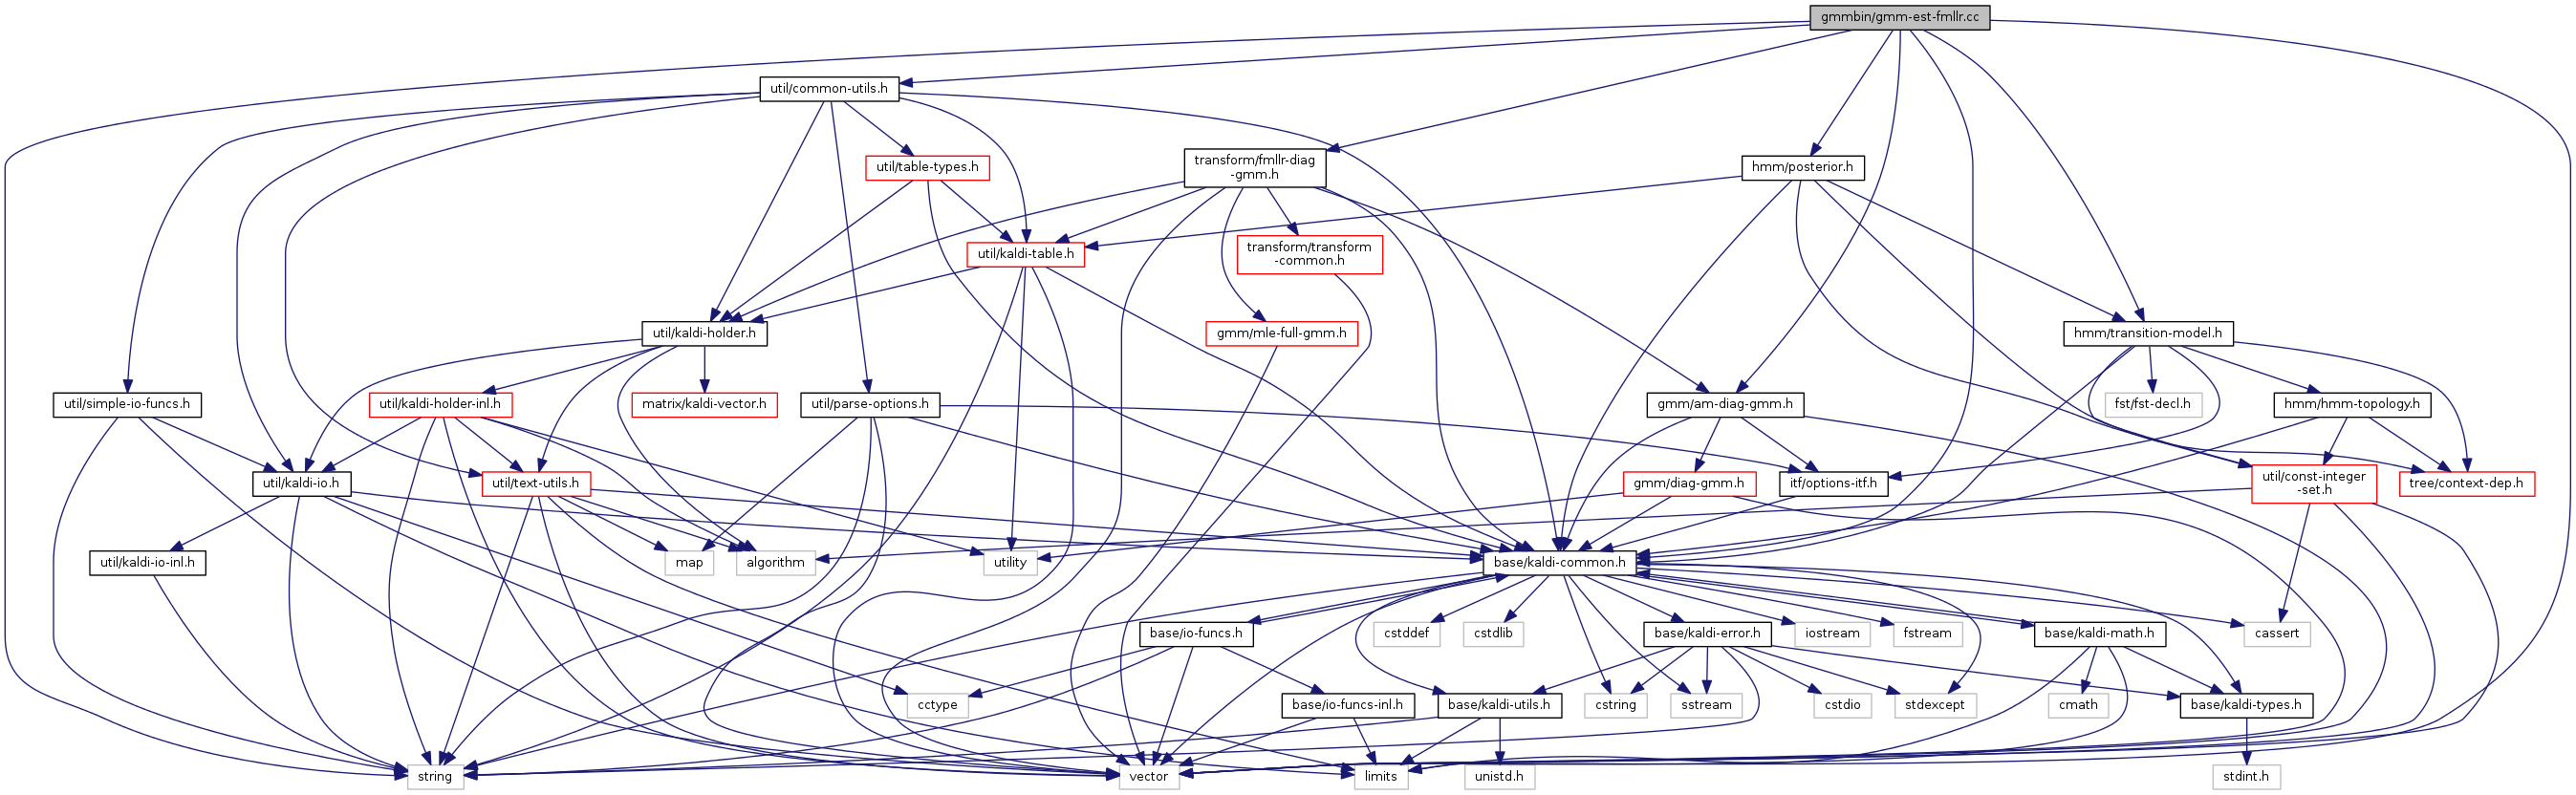 gmmbin/gmm-est-fmllr.cc
util/common-utils.h
util/table-types.h
transform/fmllr-diag
-gmm.h
hmm/posterior.h
util/kaldi-table.h
transform/transform
-common.h
util/kaldi-holder.h
gmm/mle-full-gmm.h
hmm/transition-model.h
util/simple-io-funcs.h
util/kaldi-holder-inl.h
matrix/kaldi-vector.h
util/parse-options.h
gmm/am-diag-gmm.h
fst/fst-decl.h
hmm/hmm-topology.h
util/kaldi-io.h
util/text-utils.h
gmm/diag-gmm.h
itf/options-itf.h
util/const-integer
-set.h
tree/context-dep.h
util/kaldi-io-inl.h
map
algorithm
utility
base/kaldi-common.h
base/io-funcs.h
cstddef
cstdlib
base/kaldi-error.h
iostream
fstream
base/kaldi-math.h
cassert
cctype
base/io-funcs-inl.h
base/kaldi-utils.h
cstring
sstream
cstdio
stdexcept
cmath
base/kaldi-types.h
string
vector
limits
unistd.h
stdint.h